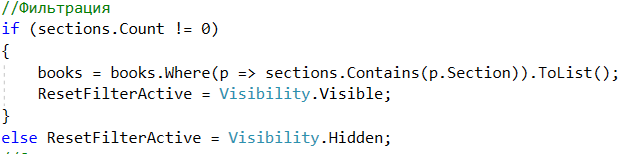 //Фильтрация
if (sections.Count != 0)
{
books = books.Where(p => sections.Contains(p.Section)).ToList();
ResetFilterActive = Visibility.Visible;
}
else ResetFilterActive = Visibility.Hidden;